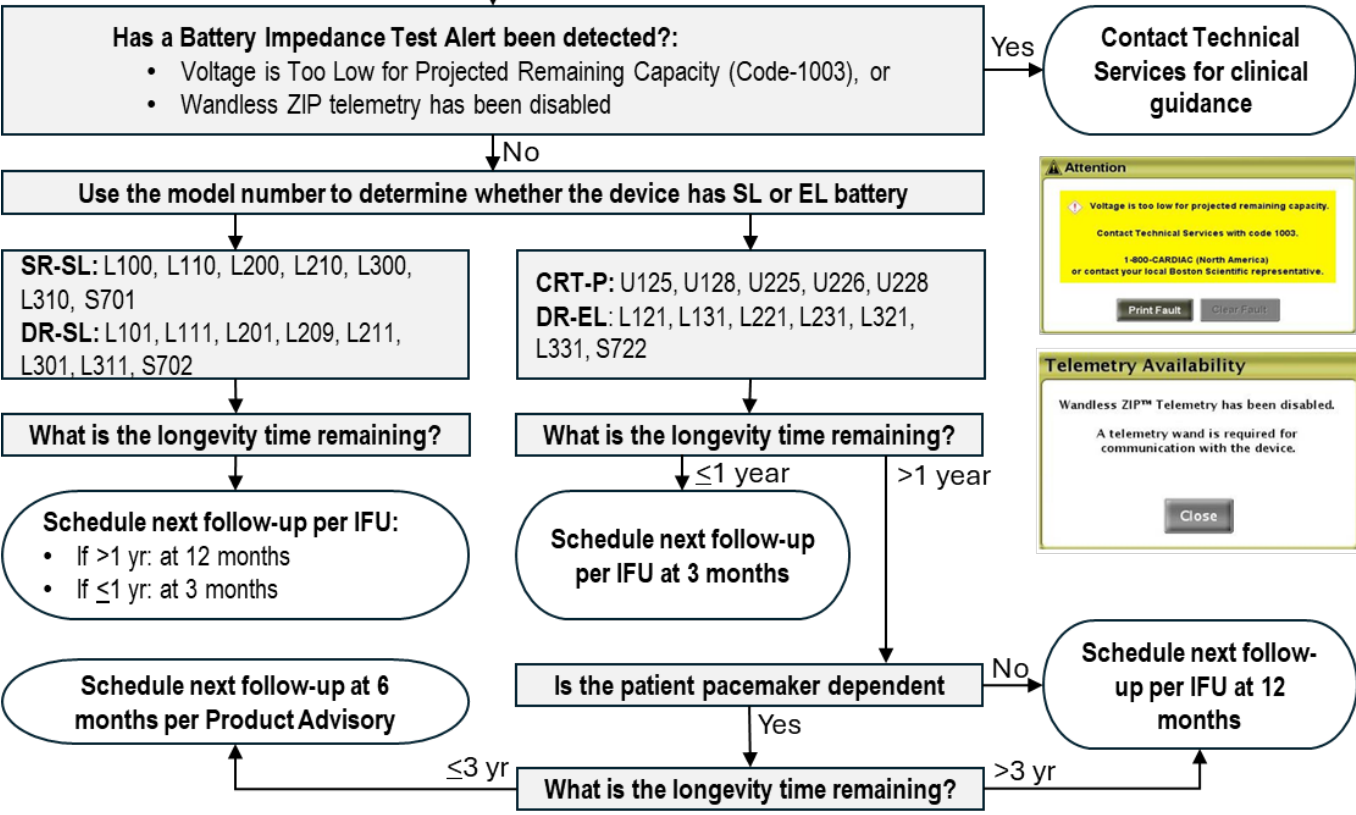 Has a Battery Impedance Test Alert been detected?:
• Voltage is Too Low for Projected Remaining Capacity (Code-1003), or
• Wandless ZIP telemetry has been disabled
Yes
Contact Technical
Services for clinical
guidance
No
Use the model number to determine whether the device has SL or EL battery
SR-SL: L100, L110, L200, L210, L300,
L310, S701
DR-SL: L101, L111, L201, L209, L211,
L301, L311, S702
CRT-P: U125, U128, U225, U226, U228
DR-EL: L121, L131, L221, L231, L321,
L331, S722
Attention
Voltage is too low for projected remaining capacity.
Contact Technical Services with code 1003.
1-800-CARDIAC (North America)
or contact your local Boston Scientific representative.
Print Fault
Clear Fault
Telemetry Availability
Wandless ZIP™ Telemetry has been disabled.
A telemetry wand is required for
communication with the device.
Close
What is the longevity time remaining?
What is the longevity time remaining?
≤1 year
>1 year
Schedule next follow-up per IFU:
• If >1 yr: at 12 months
• If ≤1 yr: at 3 months
Schedule next follow-up
per IFU at 3 months
Is the patient pacemaker dependent
No
Schedule next follow-
up per IFU at 12
months
Yes
Schedule next follow-up at 6
months per Product Advisory
≤3 yr
What is the longevity time remaining?
>3 yr